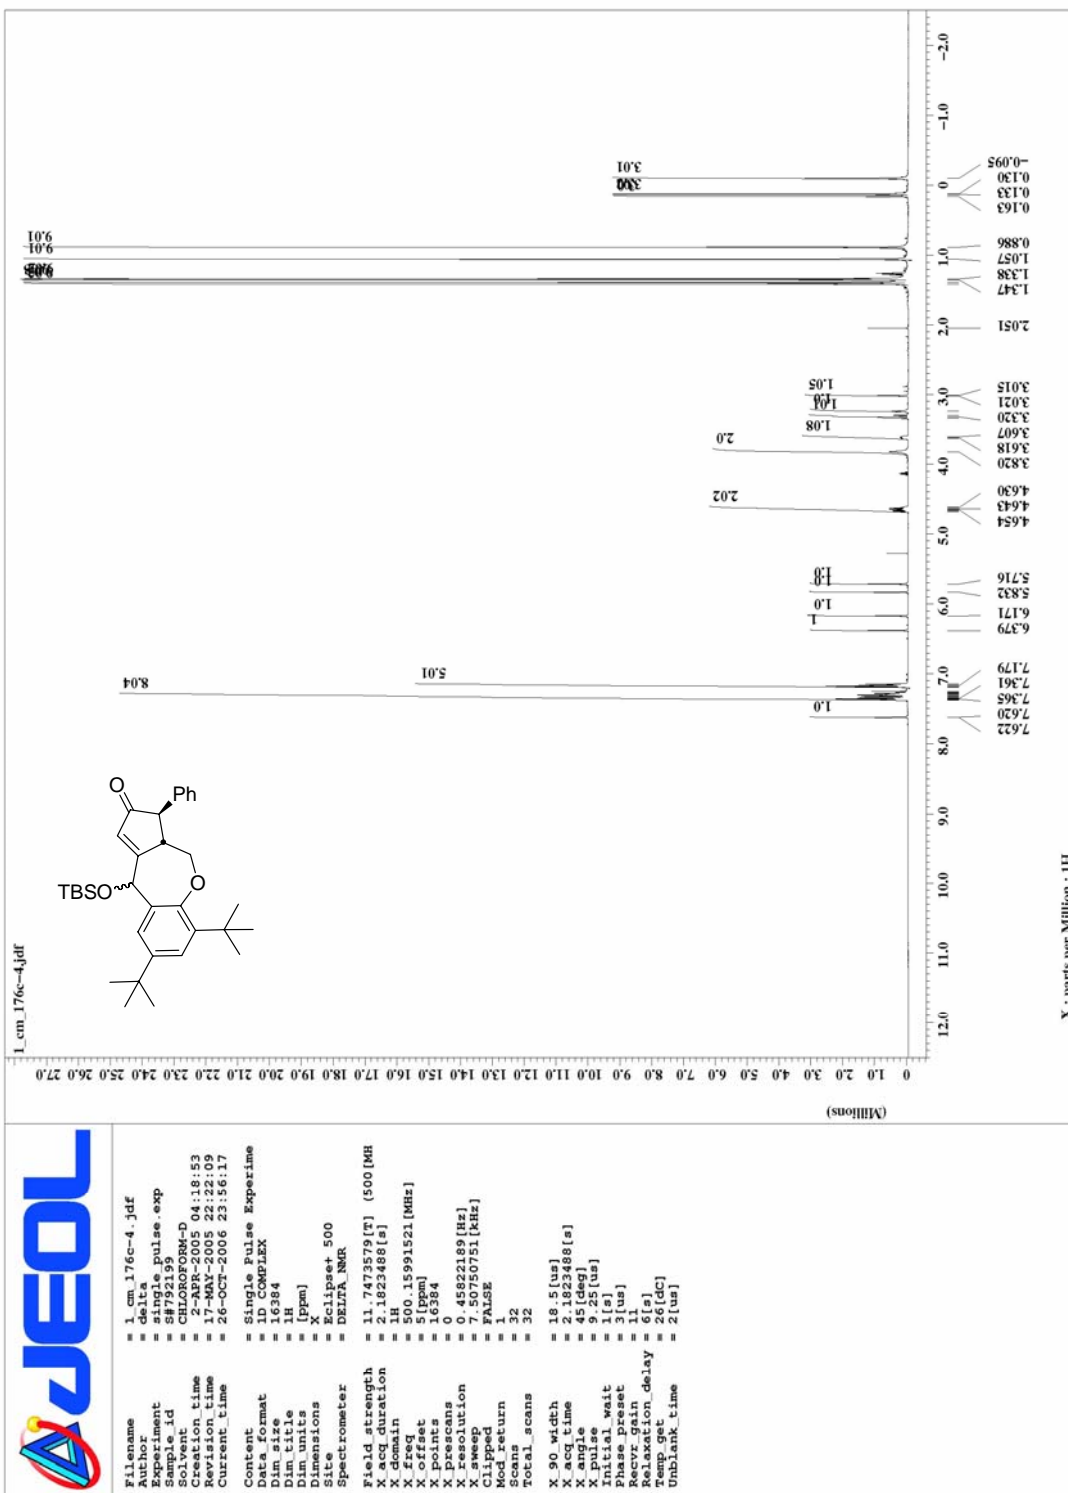 1_cm_176c-4.jdf
TBSO
O
Ph
O
(Millions)
27.0 26.0 25.0 24.0 23.0 22.0 21.0 20.0 19.0 18.0 17.0 16.0 15.0 14.0 13.0 12.0 11.0 10.0 9.0 8.0 7.0 6.0 5.0 4.0 3.0 2.0 1.0 0
1.0
8.04
5.01
1
1.0
1.0
2.02
2.0
1.08
1.05
9.01
9.01
3.01
12.0 11.0 10.0 9.0 8.0 7.0 6.0 5.0 4.0 3.0 2.0 1.0 0 -1.0 -2.0
7.622
7.620
7.365
7.361
7.179
6.379
6.171
5.832
5.716
4.654
4.643
4.630
3.820
3.618
3.607
3.320
3.021
3.015
2.051
1.347
1.338
1.057
0.886
0.163
0.133
0.130
-0.095
X : parts per Million : 1H
JEOL
Filename = 1_cm_176c-4.jdf
Author = delta
Experiment = single_pulse.exp
Sample_id = S#792199
Solvent = CHLOROFORM-D
Creation_time = 2-APR-2005 04:18:53
Revision_time = 17-MAY-2005 22:22:09
Current_time = 26-OCT-2006 23:56:17
Content = Single Pulse Experime
Data_format = 1D COMPLEX
Dim_size = 16384
Dim_title = 1H
Dim_units = [ppm]
Dimensions = X
Site = Eclipse+ 500
Spectrometer = DELTA_NMR
Field_strength = 11.7473579[T] (500[MH
X_acq_duration = 2.1823488[s]
X_domain = 1H
X_freq = 500.15991521[MHz]
X_offset = 5[ppm]
X_points = 16384
X_prescans = 0
X_resolution = 0.45822189[Hz]
X_sweep = 7.50750751[kHz]
Clipped = FALSE
Mod_return = 1
Scans = 32
Total_scans = 32
X_90_width = 18.5[us]
X_acq_time = 2.1823488[s]
X_angle = 45[deg]
X_pulse = 9.25[us]
Initial_wait = 1[s]
Phase_preset = 3[us]
Recvr_gain = 11
Relaxation_delay = 6[s]
Temp_get = 26[dC]
Unblank_time = 2[us]